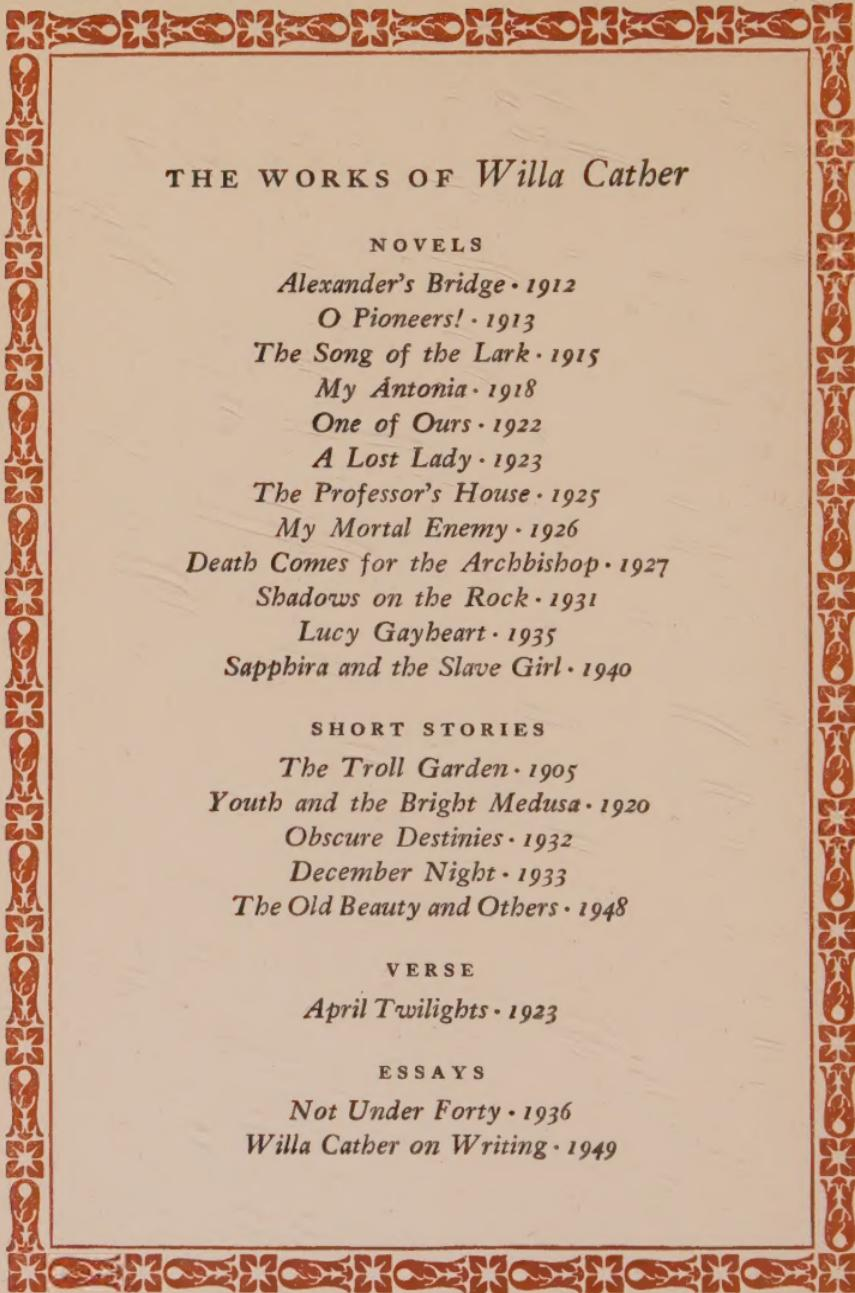 THE WORKS OF Willa Cather
NOVELS
Alexander's Bridge · 1912
O Pioneers! · 1913
The Song of the Lark · 1915
My Ántonia · 1918
One of Ours · 1922
A Lost Lady · 1923
The Professor's House · 1925
My Mortal Enemy · 1926
Death Comes for the Archbishop · 1927
Shadows on the Rock · 1931
Lucy Gayheart · 1935
Sapphira and the Slave Girl · 1940
SHORT STORIES
The Troll Garden · 1905
Youth and the Bright Medusa · 1920
Obscure Destinies · 1932
December Night · 1933
The Old Beauty and Others · 1948
VERSE
April Twilights · 1923
ESSAYS
Not Under Forty · 1936
Willa Cather on Writing · 1949